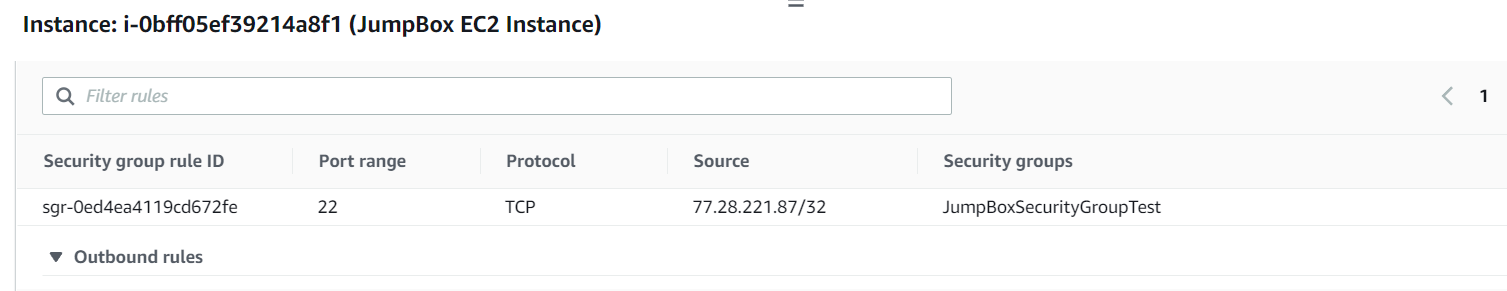 Instance: i-0bff05ef39214a8f1 (JumpBox EC2 Instance)
Filter rules
1
Security group rule ID Port range Protocol Source Security groups
sgr-0ed4ea4119cd672fe 22 TCP 77.28.221.87/32 JumpBoxSecurityGroupTest
Outbound rules